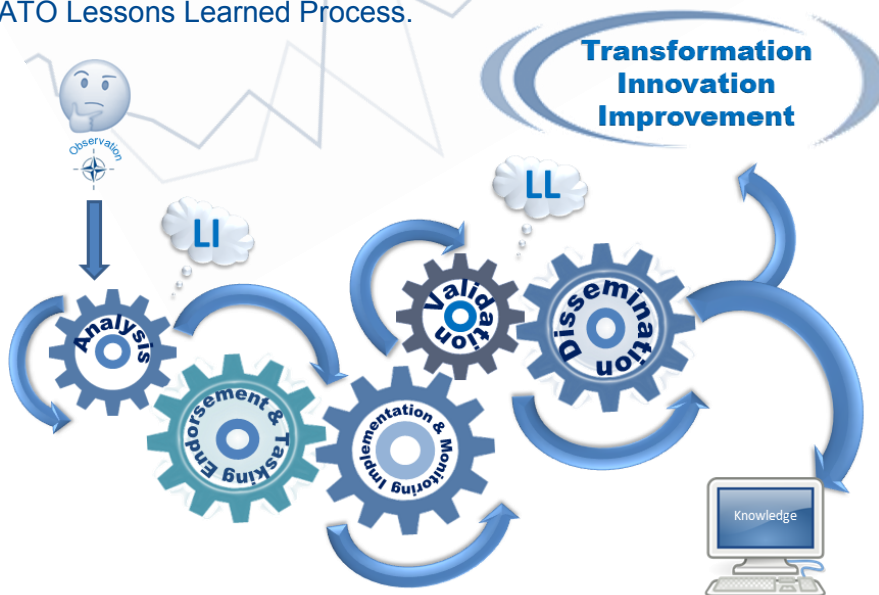 ATO Lessons Learned Process.
Transformation
Innovation
Improvement
Observation
LI
LL
Analysis
Validation
Dissemination
Endorsement & Tasking
Implementation & Monitoring
Knowledge